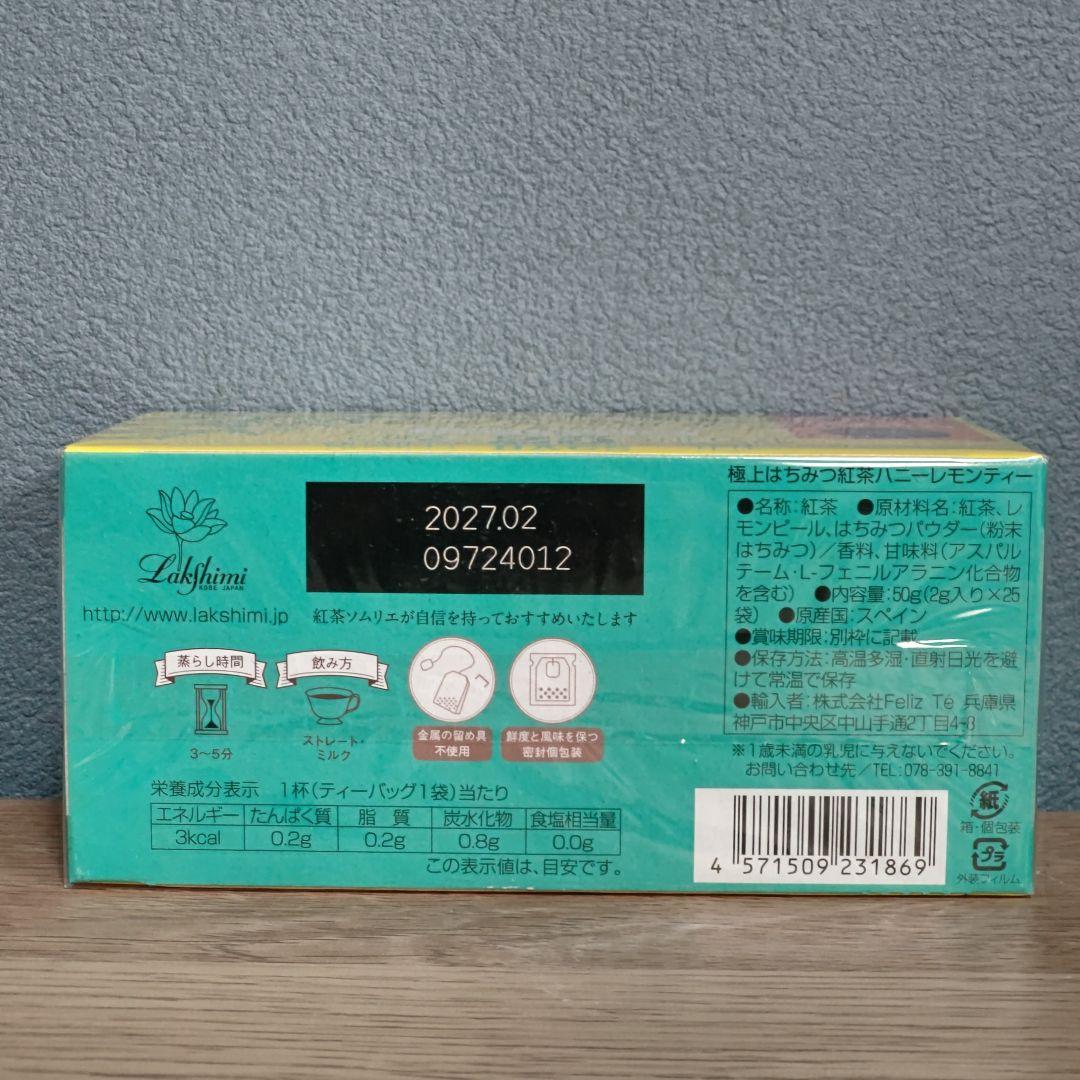 Lakshimi
KOBE JAPAN
http://www.lakshimi.jp
2027.02
09724012
紅茶ソムリエが自信を持っておすすめいたします
蒸らし時間
3〜5分
飲み方
ストレート・
ミルク
金属の留め具
不使用
鮮度と風味を保つ
密封個包装
栄養成分表示 1杯(ティーバッグ1袋)当たり
エネルギー たんぱく質 脂質 炭水化物 食塩相当量
3kcal 0.2g 0.2g 0.8g 0.0g
この表示値は、目安です。
極上はちみつ紅茶ハニーレモンティー
●名称:紅茶 ●原材料名:紅茶、レ
モンピール、はちみつパウダー(粉末
はちみつ)/香料、甘味料(アスパル
テーム・L-フェニルアラニン化合物
を含む) ●内容量:50g(2g入り×25
袋) ●原産国:スペイン
●賞味期限:別枠に記載
●保存方法:高温多湿・直射日光を避
けて常温で保存
●輸入者:株式会社Feliz Té 兵庫県
神戸市中央区中山手通2丁目4-8
※1歳未満の乳児に与えないでください。
お問い合わせ先/TEL:078-391-8841
4 571509 231869
紙
箱・個包装
プラ
外装フィルム